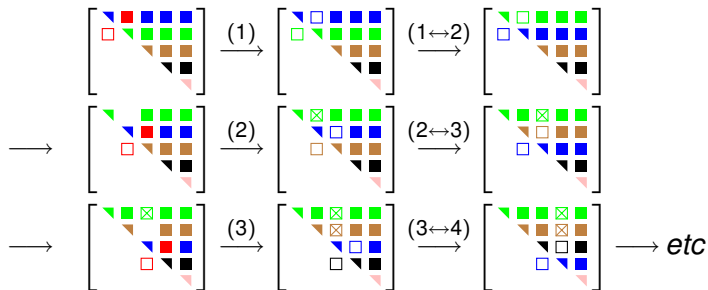 (1) (1↔2)
(2) (2↔3)
(3) (3↔4) etc